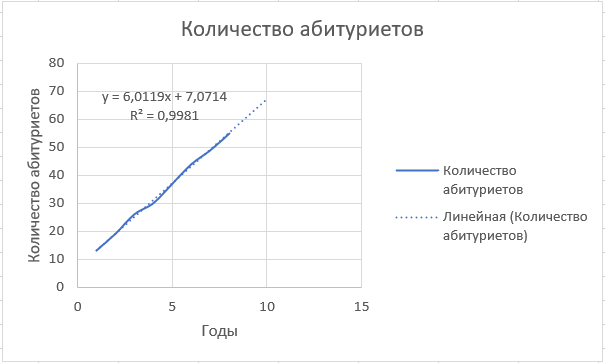 Количество абитуриетов
Количество абитуриетов
80
70
60
50
40
30
20
10
0
y = 6,0119x + 7,0714
R² = 0,9981
0
5
10
15
Годы
Количество
абитуриетов
Линейная (Количество
абитуриетов)